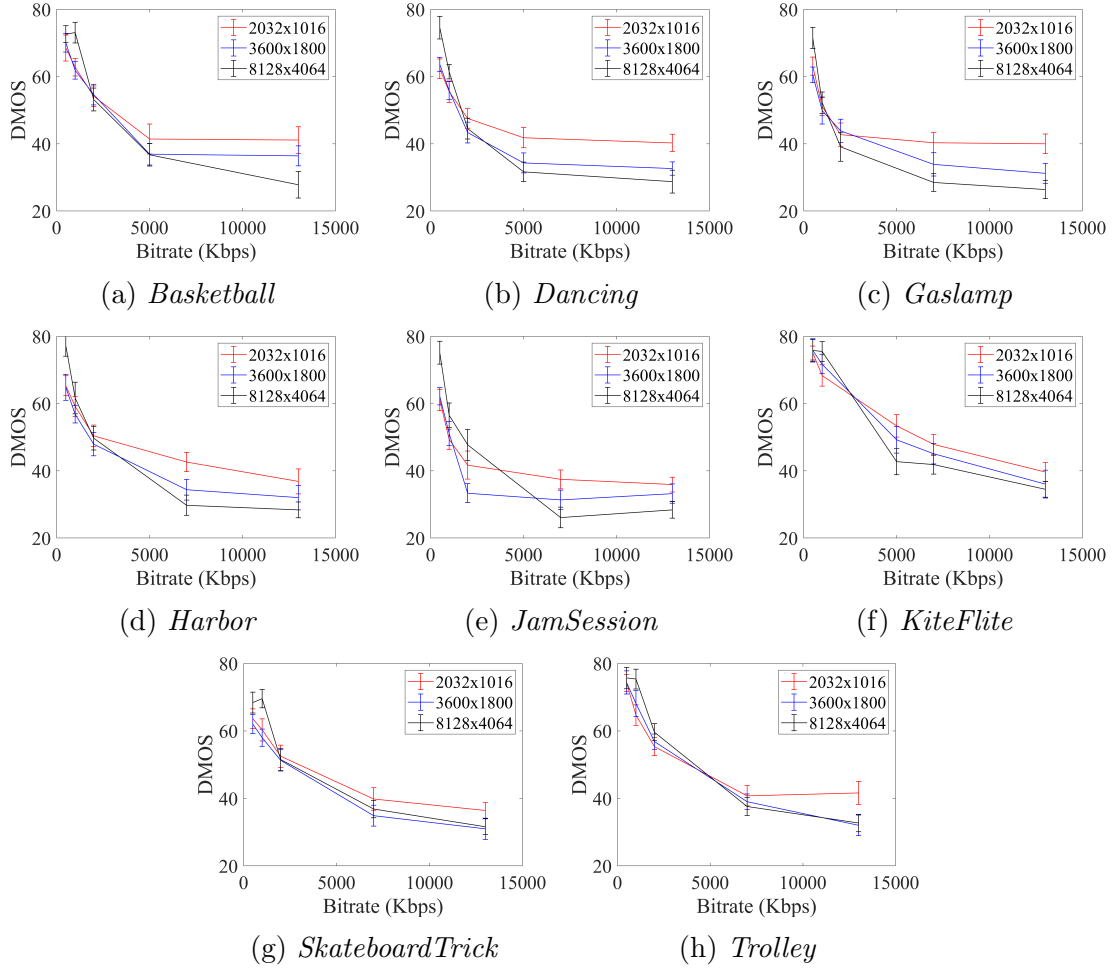 80
60
40
20
DMOS
2032x1016
3600x1800
8128x4064
0 5000 10000 15000
Bitrate (Kbps)
(a) Basketball
80
60
40
20
DMOS
2032x1016
3600x1800
8128x4064
0 5000 10000 15000
Bitrate (Kbps)
(b) Dancing
80
60
40
20
DMOS
2032x1016
3600x1800
8128x4064
0 5000 10000 15000
Bitrate (Kbps)
(c) Gaslamp
80
60
40
20
DMOS
2032x1016
3600x1800
8128x4064
0 5000 10000 15000
Bitrate (Kbps)
(d) Harbor
80
60
40
20
DMOS
2032x1016
3600x1800
8128x4064
0 5000 10000 15000
Bitrate (Kbps)
(e) JamSession
80
60
40
20
DMOS
2032x1016
3600x1800
8128x4064
0 5000 10000 15000
Bitrate (Kbps)
(f) KiteFlite
80
60
40
20
DMOS
2032x1016
3600x1800
8128x4064
0 5000 10000 15000
Bitrate (Kbps)
(g) SkateboardTrick
80
60
40
20
DMOS
2032x1016
3600x1800
8128x4064
0 5000 10000 15000
Bitrate (Kbps)
(h) Trolley